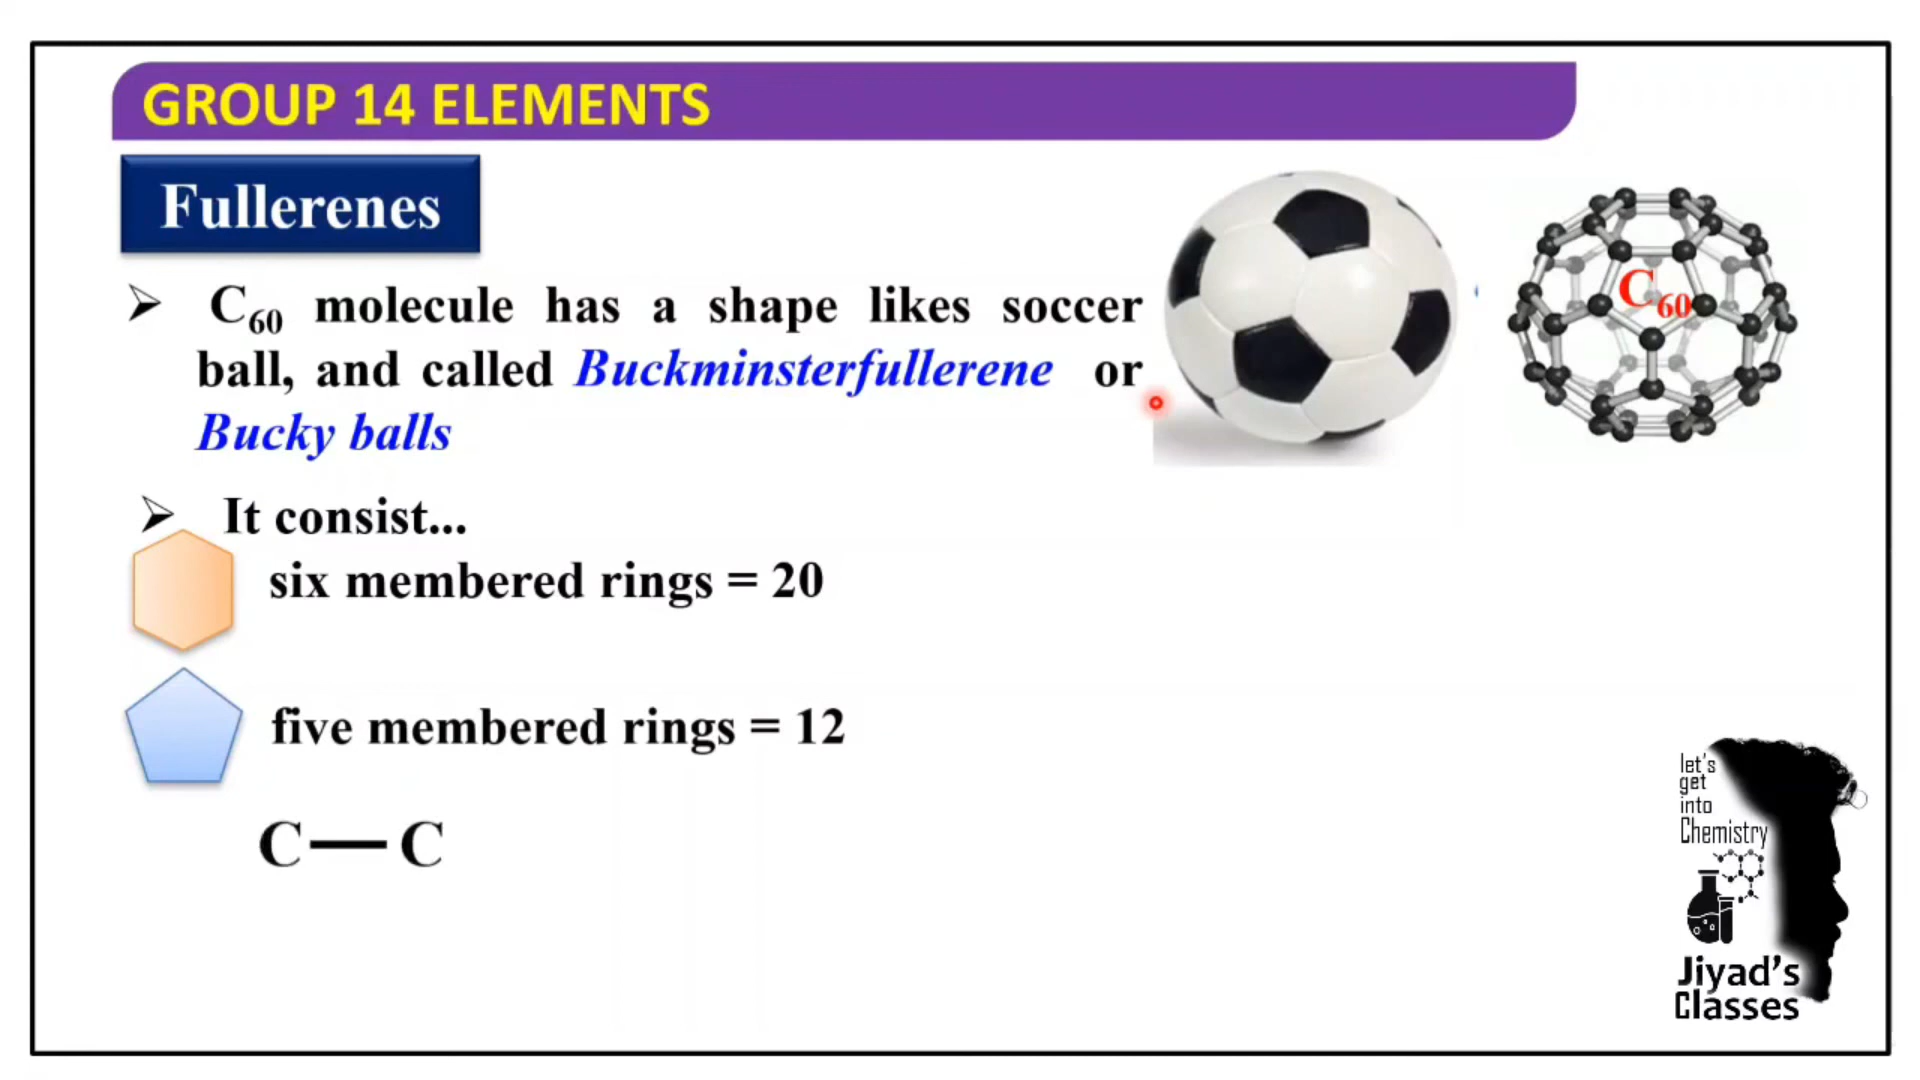 GROUP 14 ELEMENTS
Fullerenes
➢ C₆₀ molecule has a shape likes soccer
ball, and called Buckminsterfullerene or
Bucky balls
C₆₀
➢ It consist...
six membered rings = 20
five membered rings = 12
C—C
let's
get
into
Chemistry
Jiyad's
Classes